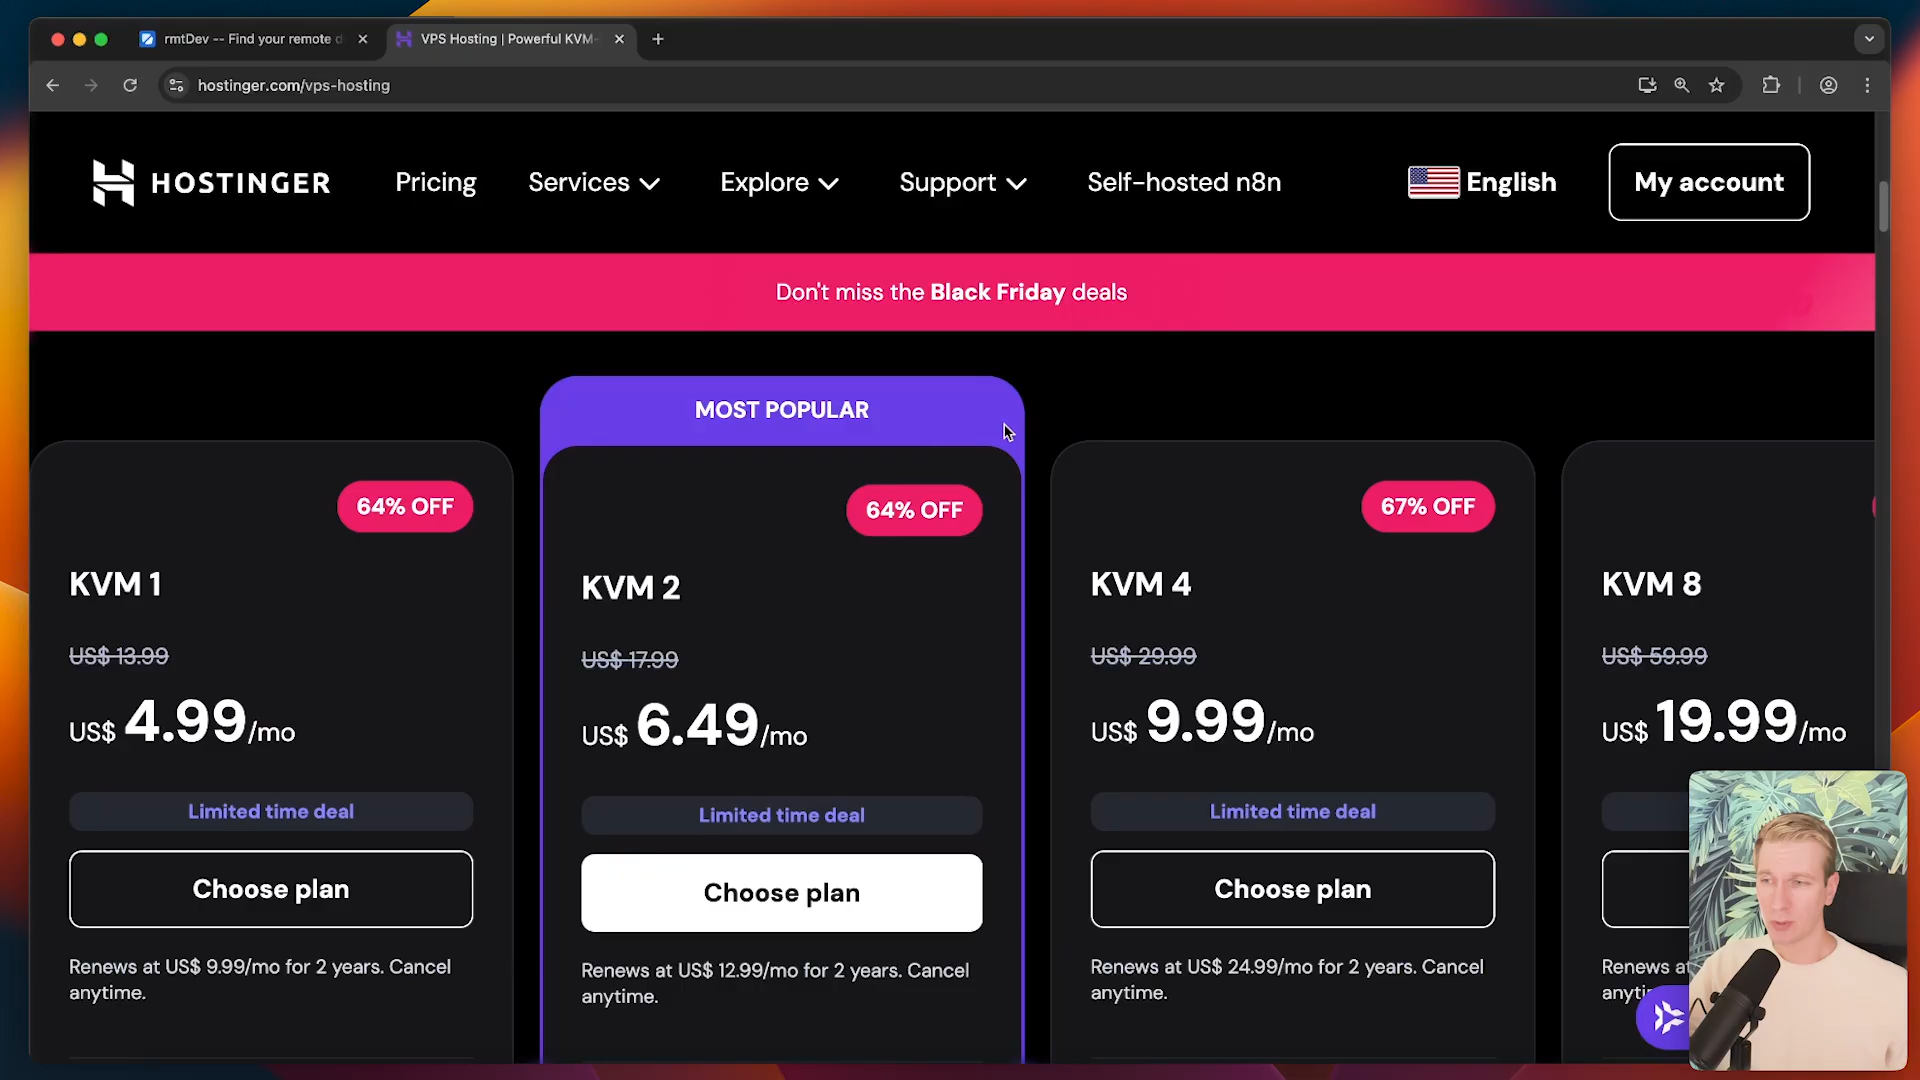 rmtDev -- Find your remote d
VPS Hosting | Powerful KVM-
hostinger.com/vps-hosting
HOSTINGER
Pricing
Services
Explore
Support
Self-hosted n8n
English
My account
Don't miss the Black Friday deals
MOST POPULAR
64% OFF
KVM 1
US$ 13.99
US$ 4.99/mo
Limited time deal
Choose plan
Renews at US$ 9.99/mo for 2 years. Cancel
anytime.
64% OFF
KVM 2
US$ 17.99
US$ 6.49/mo
Limited time deal
Choose plan
Renews at US$ 12.99/mo for 2 years. Cancel
anytime.
67% OFF
KVM 4
US$ 29.99
US$ 9.99/mo
Limited time deal
Choose plan
Renews at US$ 24.99/mo for 2 years. Cancel
anytime.
KVM 8
US$ 59.99
US$ 19.99/mo
Renews at